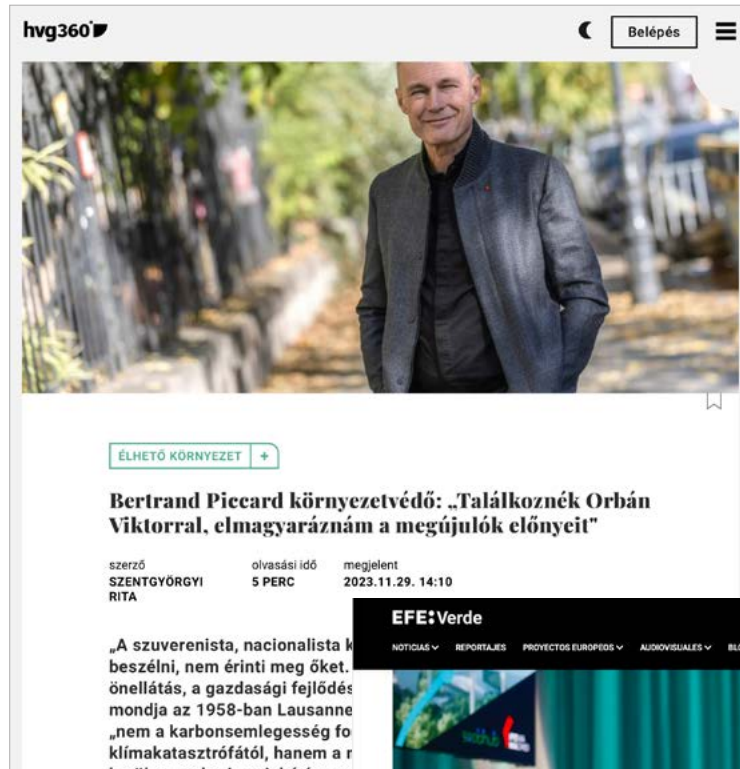 hvg360
Belépés
ÉLHETŐ KÖRNYEZET +
Bertrand Piccard környezetvédő: „Találkoznék Orbán
Viktorral, elmagyaráznám a megújulók előnyeit"
szerző
SZENTGYÖRGYI
RITA
olvasási idő
5 PERC
megjelent
2023.11.29. 14:10
„A szuverenista, nacionalista k
beszélni, nem érinti meg őket.
önellátás, a gazdasági fejlődés
mondja az 1958-ban Lausanne
„nem a karbonsemlegesség fo
klímakatasztrófától, hanem a
EFE:Verde
NOTICIAS
REPORTAJES
PROYECTOS EUROPEOS
AUDIOVISUALES